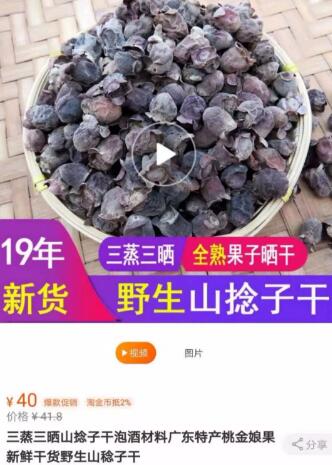 19年
新货
三蒸三晒
全熟果子晒干
野生山捻子干
视频
图片
¥40 爆款促销 淘金币抵2%
价格 ¥41.8
三蒸三晒山捻子干泡酒材料广东特产桃金娘果
新鲜干货野生山稔子干
分享